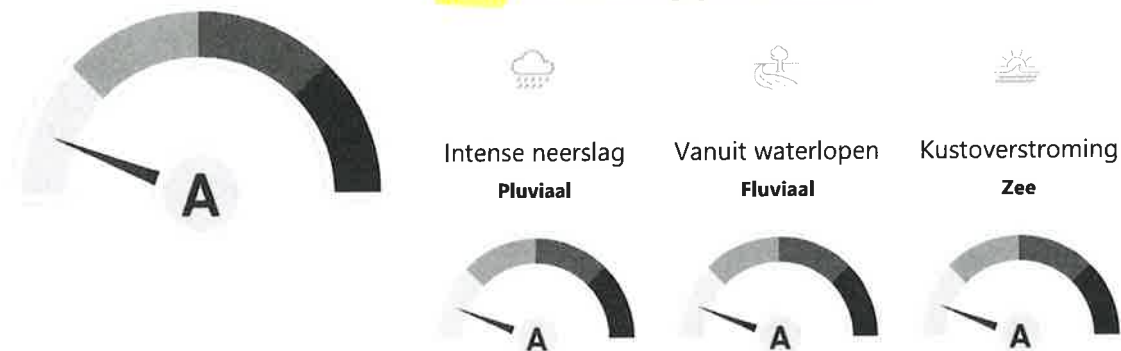 A
Intense neerslag
Vanuit waterlopen
Kustoverstroming
Pluviaal
Fluviaal
Zee
A
A
A